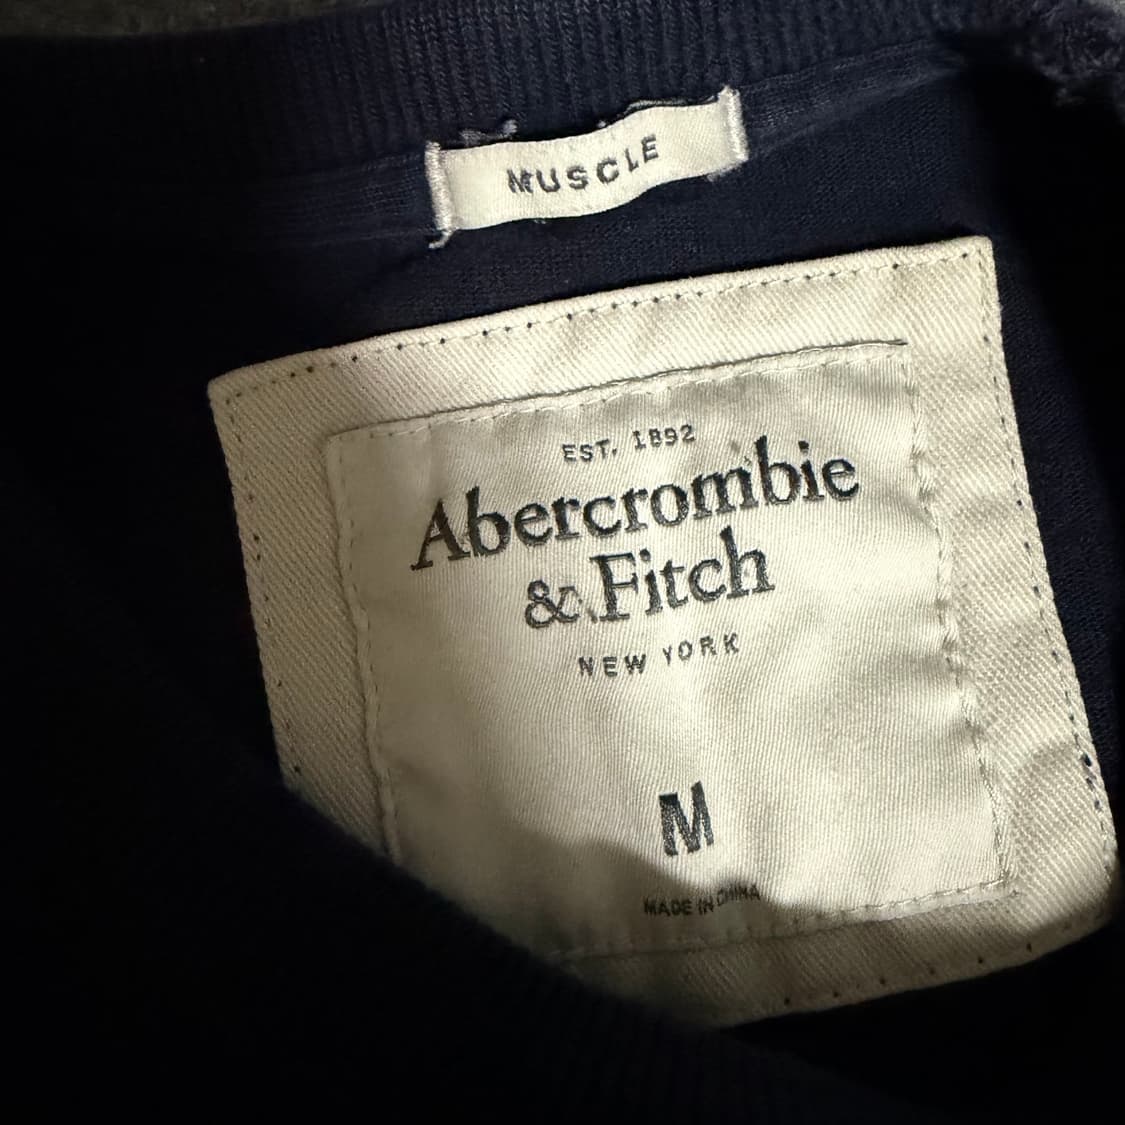 MUSCLE
EST. 1892
Abercrombie
& Fitch
NEW YORK
M
MADE IN CHINA